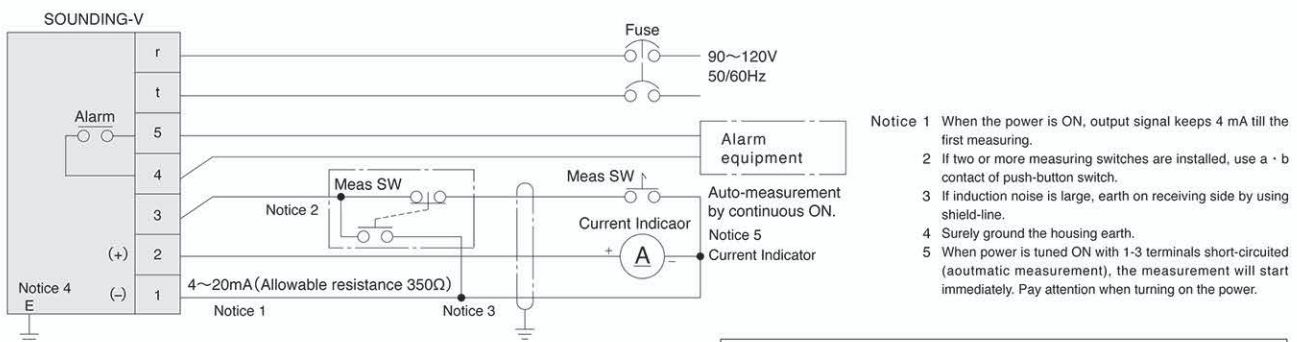 SOUNDING-V
r
t
5
4
3
(+) 2
(−) 1
Alarm
Notice 4
E
Fuse
90～120V
50/60Hz
Alarm
equipment
Meas SW
Notice 2
Meas SW
Auto-measurement
by continuous ON.
Notice 5
Current Indicaor
+ A −
Current Indicator
4～20mA(Allowable resistance 350Ω)
Notice 1
Notice 3
Notice 1 When the power is ON, output signal keeps 4 mA till the
first measuring.
2 If two or more measuring switches are installed, use a・b
contact of push-button switch.
3 If induction noise is large, earth on receiving side by using
shield-line.
4 Surely ground the housing earth.
5 When power is tuned ON with 1-3 terminals short-circuited
(aoutmatic measurement), the measurement will start
immediately. Pay attention when turning on the power.